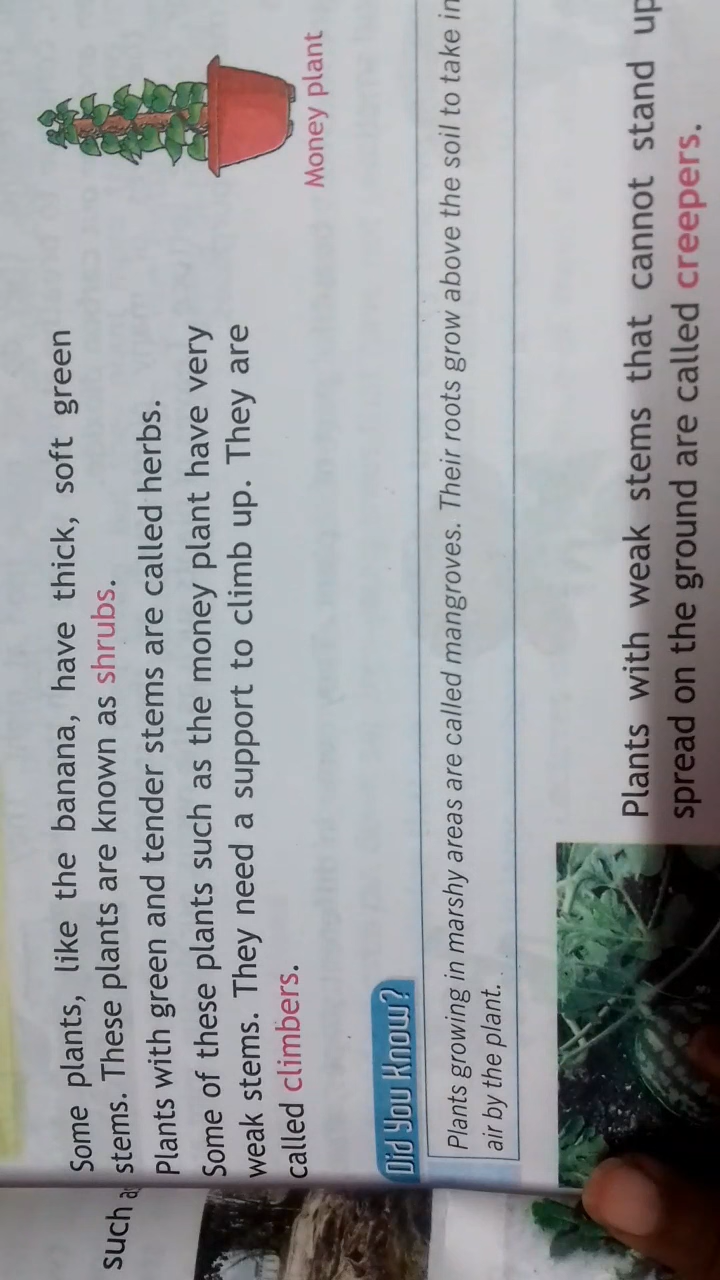 Some plants, like the banana, have thick, soft green
stems. These plants are known as shrubs.
Plants with green and tender stems are called herbs.
Some of these plants such as the money plant have very
weak stems. They need a support to climb up. They are
called climbers.
Money plant
Did You Know?
Plants growing in marshy areas are called mangroves. Their roots grow above the soil to take in
air by the plant.
Plants with weak stems that cannot stand up
spread on the ground are called creepers.
such